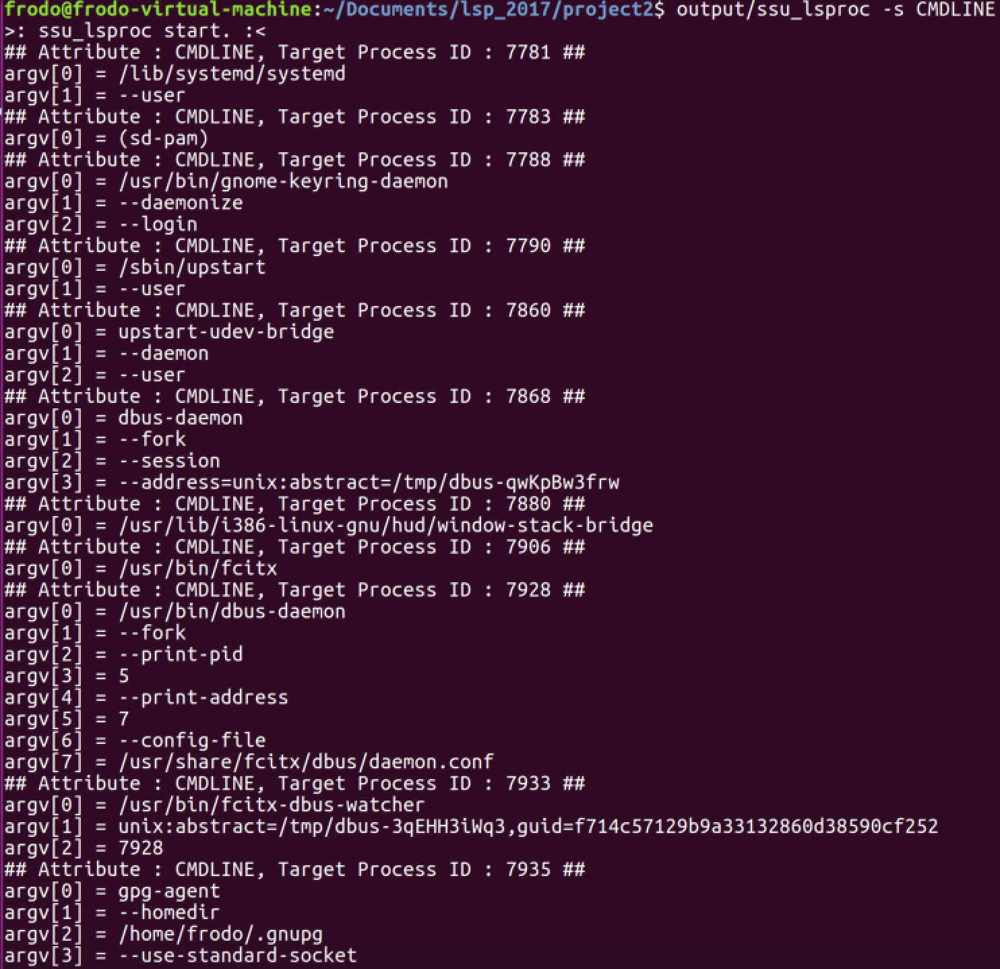 frodo@frodo-virtual-machine:~/Documents/lsp_2017/project2$ output/ssu_lsproc -s CMDLINE
>: ssu_lsproc start. :<
## Attribute : CMDLINE, Target Process ID : 7781 ##
argv[0] = /lib/systemd/systemd
argv[1] = --user
## Attribute : CMDLINE, Target Process ID : 7783 ##
argv[0] = (sd-pam)
## Attribute : CMDLINE, Target Process ID : 7788 ##
argv[0] = /usr/bin/gnome-keyring-daemon
argv[1] = --daemonize
argv[2] = --login
## Attribute : CMDLINE, Target Process ID : 7790 ##
argv[0] = /sbin/upstart
argv[1] = --user
## Attribute : CMDLINE, Target Process ID : 7860 ##
argv[0] = upstart-udev-bridge
argv[1] = --daemon
argv[2] = --user
## Attribute : CMDLINE, Target Process ID : 7868 ##
argv[0] = dbus-daemon
argv[1] = --fork
argv[2] = --session
argv[3] = --address=unix:abstract=/tmp/dbus-qwKpBw3frw
## Attribute : CMDLINE, Target Process ID : 7880 ##
argv[0] = /usr/lib/i386-linux-gnu/hud/window-stack-bridge
## Attribute : CMDLINE, Target Process ID : 7906 ##
argv[0] = /usr/bin/fcitx
## Attribute : CMDLINE, Target Process ID : 7928 ##
argv[0] = /usr/bin/dbus-daemon
argv[1] = --fork
argv[2] = --print-pid
argv[3] = 5
argv[4] = --print-address
argv[5] = 7
argv[6] = --config-file
argv[7] = /usr/share/fcitx/dbus/daemon.conf
## Attribute : CMDLINE, Target Process ID : 7933 ##
argv[0] = /usr/bin/fcitx-dbus-watcher
argv[1] = unix:abstract=/tmp/dbus-3qEHH3iWq3,guid=f714c57129b9a33132860d38590cf252
argv[2] = 7928
## Attribute : CMDLINE, Target Process ID : 7935 ##
argv[0] = gpg-agent
argv[1] = --homedir
argv[2] = /home/frodo/.gnupg
argv[3] = --use-standard-socket